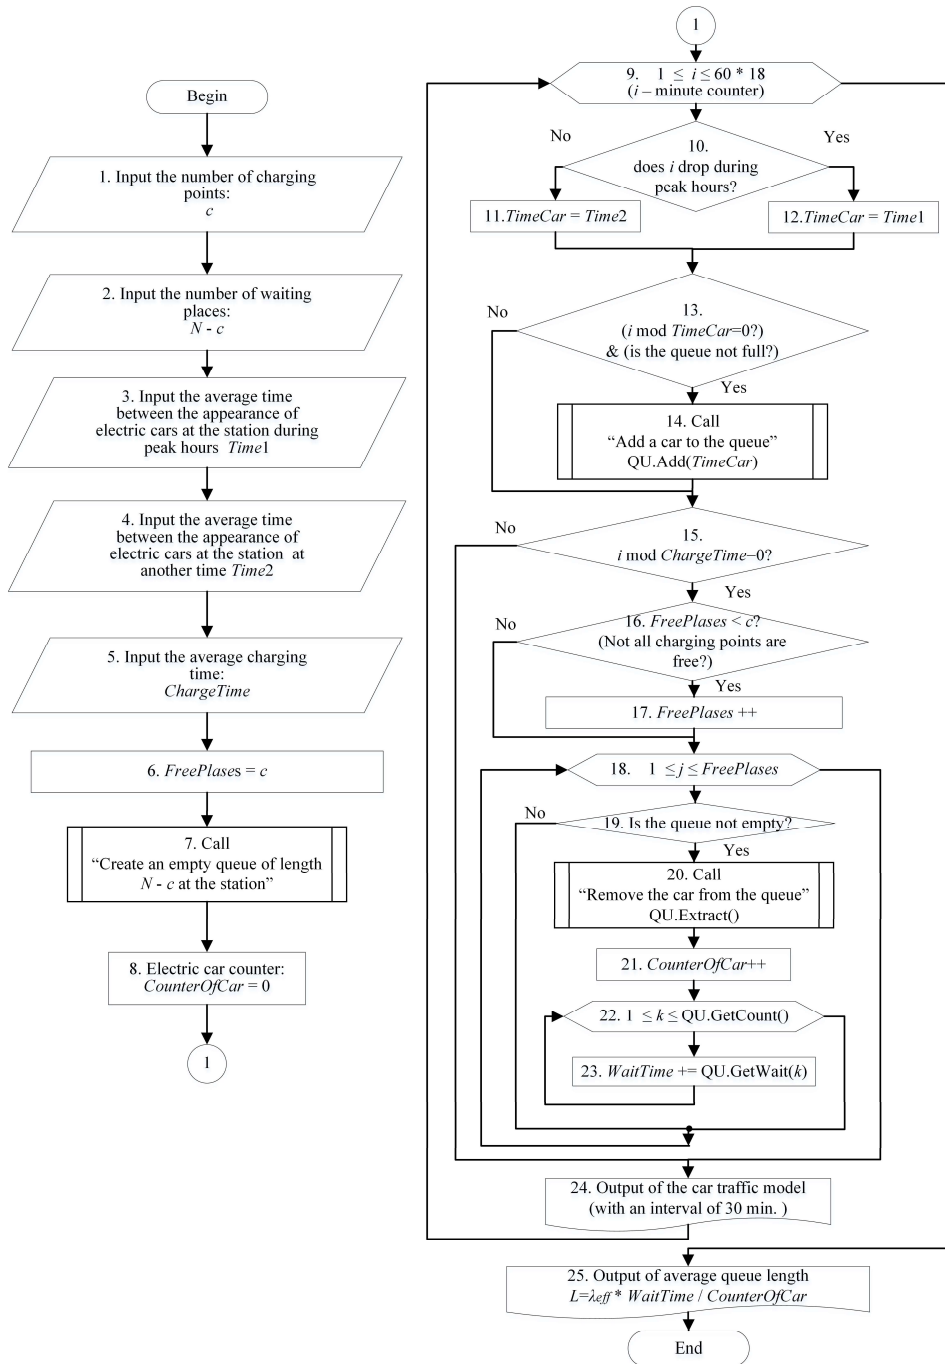 Begin
1. Input the number of charging
points:
c
2. Input the number of waiting
places:
N - c
3. Input the average time
between the appearance of
electric cars at the station during
peak hours Time1
4. Input the average time
between the appearance of
electric cars at the station at
another time Time2
5. Input the average charging
time:
ChargeTime
6. FreePlases = c
7. Call
“Create an empty queue of length
N - c at the station”
8. Electric car counter:
CounterOfCar = 0
1
1
9. 1 ≤ i ≤ 60 * 18
(i – minute counter)
No
Yes
10.
does i drop during
peak hours?
11.TimeCar = Time2
12.TimeCar = Time1
No
13.
(i mod TimeCar=0?)
& (is the queue not full?)
Yes
14. Call
“Add a car to the queue”
QU.Add(TimeCar)
No
15.
i mod ChargeTime=0?
Yes
No
16. FreePlases < c?
(Not all charging points are
free?)
Yes
17. FreePlases ++
18. 1 ≤ j ≤ FreePlases
No
19. Is the queue not empty?
Yes
20. Call
“Remove the car from the queue”
QU.Extract()
21. CounterOfCar++
22. 1 ≤ k ≤ QU.GetCount()
23. WaitTime += QU.GetWait(k)
24. Output of the car traffic model
(with an interval of 30 min. )
25. Output of average queue length
L=λeff * WaitTime / CounterOfCar
End